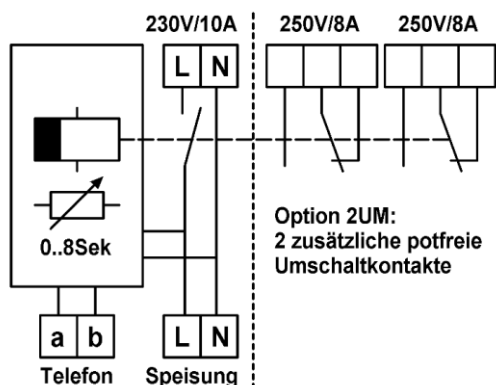 230V/10A 250V/8A 250V/8A
L N
0..8Sek
Option 2UM:
2 zusätzliche potfreie
Umschaltkontakte
a b L N
Telefon Speisung